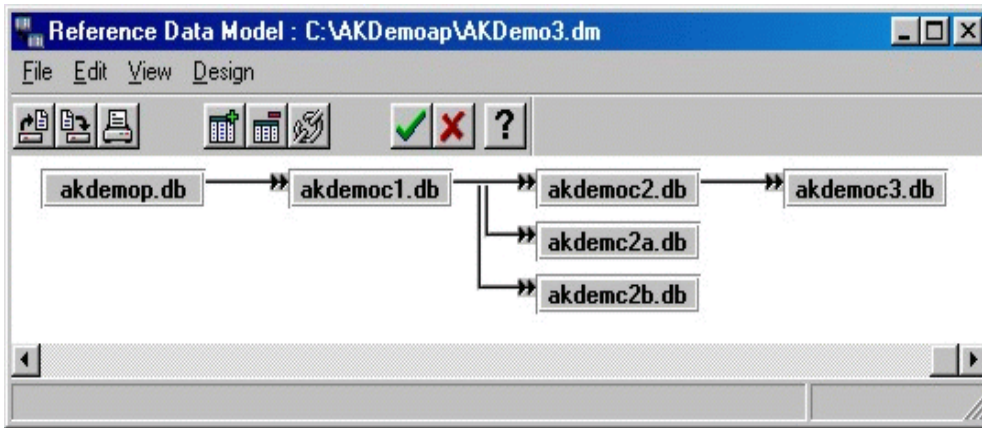 Reference Data Model : C:\AKDemoap\AKDemo3.dm
File Edit View Design
?
akdemop.db akdemoc1.db akdemoc2.db akdemoc3.db
akdemc2a.db
akdemc2b.db